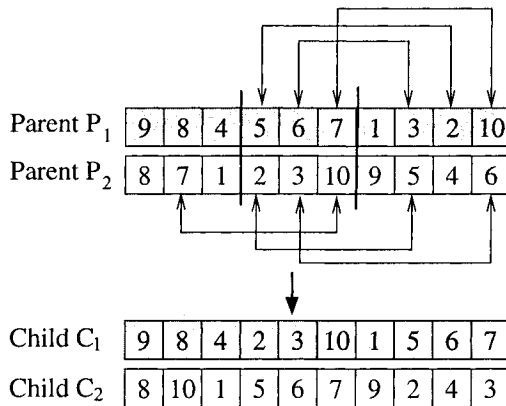 Parent P1 9 8 4 5 6 7 1 3 2 10
Parent P2 8 7 1 2 3 10 9 5 4 6
Child C1 9 8 4 2 3 10 1 5 6 7
Child C2 8 10 1 5 6 7 9 2 4 3